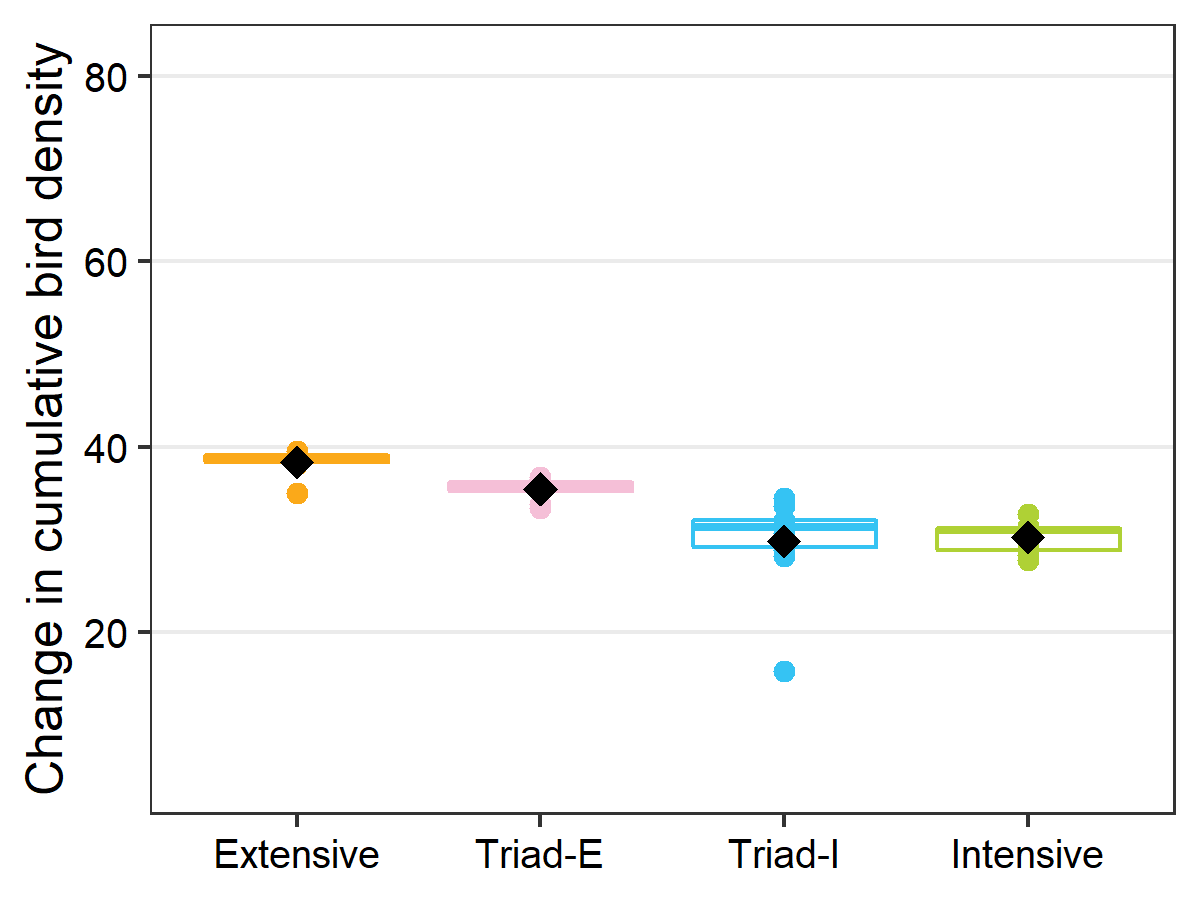 Change in cumulative bird density
80
60
40
20
Extensive
Triad-E
Triad-I
Intensive